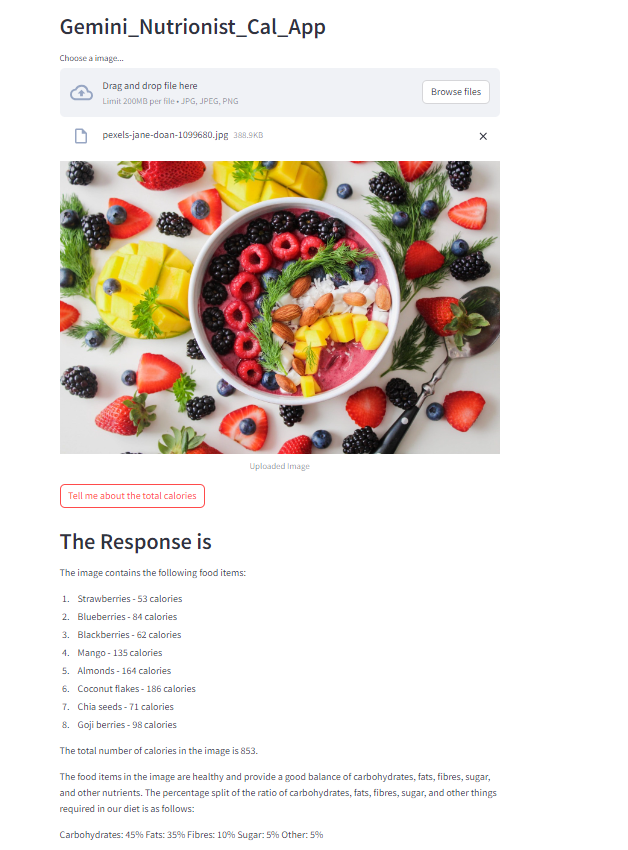 Gemini_Nutrionist_Cal_App
Choose a image...
Drag and drop file here
Limit 200MB per file • JPG, JPEG, PNG
Browse files
pexels-jane-doan-1099680.jpg 388.9KB
Uploaded Image
Tell me about the total calories
The Response is
The image contains the following food items:
1. Strawberries - 53 calories
2. Blueberries - 84 calories
3. Blackberries - 62 calories
4. Mango - 135 calories
5. Almonds - 164 calories
6. Coconut flakes - 186 calories
7. Chia seeds - 71 calories
8. Goji berries - 98 calories
The total number of calories in the image is 853.
The food items in the image are healthy and provide a good balance of carbohydrates, fats, fibres, sugar,
and other nutrients. The percentage split of the ratio of carbohydrates, fats, fibres, sugar, and other things
required in our diet is as follows:
Carbohydrates: 45% Fats: 35% Fibres: 10% Sugar: 5% Other: 5%